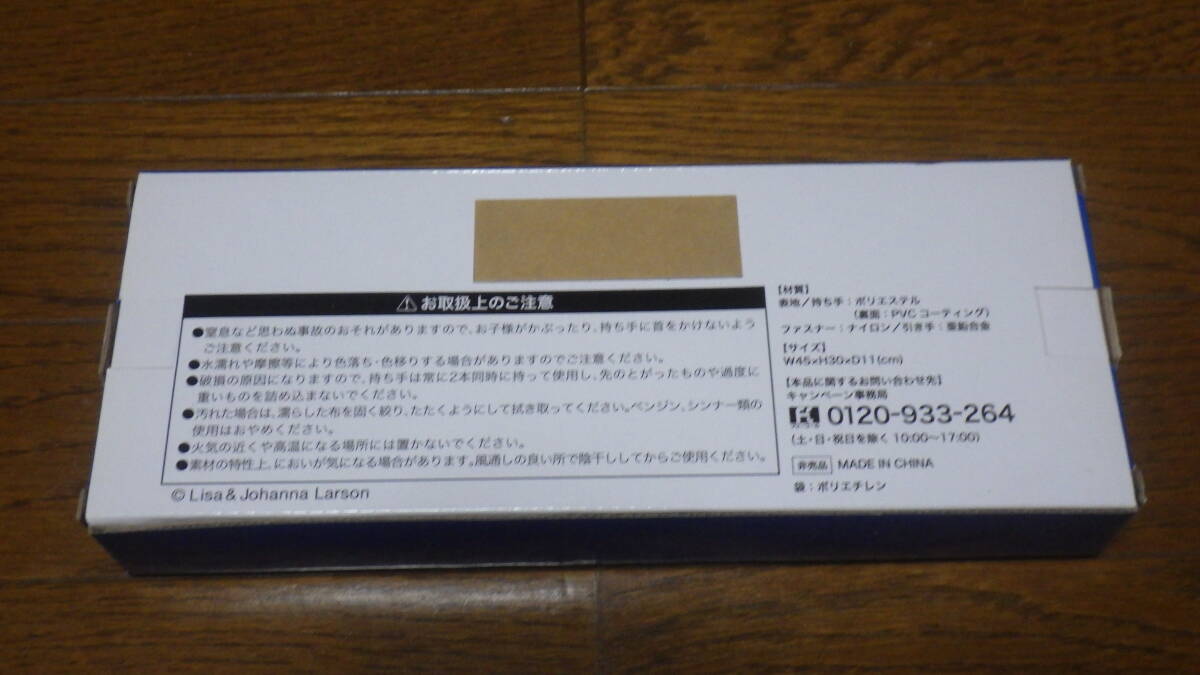 ⚠お取扱上のご注意
●窒息など思わぬ事故のおそれがありますので、お子様がかぶったり、持ち手に首をかけないよう
ご注意ください。
●水濡れや摩擦等により色落ち・色移りする場合がありますのでご注意ください。
●破損の原因になりますので、持ち手は常に2本同時に持って使用し、先のとがったものや過度に
重いものを詰め込まないでください。
●汚れた場合は、濡らした布を固く絞り、たたくようにして拭き取ってください。ベンジン、シンナー類の
使用はおやめください。
●火気の近くや高温になる場所には置かないでください。
●素材の特性上、においが気になる場合があります。風通しの良い所で陰干ししてからご使用ください。
© Lisa & Johanna Larson
【材質】
表地/持ち手:ポリエステル
(裏面:PVCコーティング)
ファスナー:ナイロン/引き手:亜鉛合金
【サイズ】
W45×H30×D11(cm)
【本品に関するお問い合わせ先】
キャンペーン事務局
0120-933-264
(土・日・祝日を除く 10:00〜17:00)
非売品 MADE IN CHINA
袋:ポリエチレン